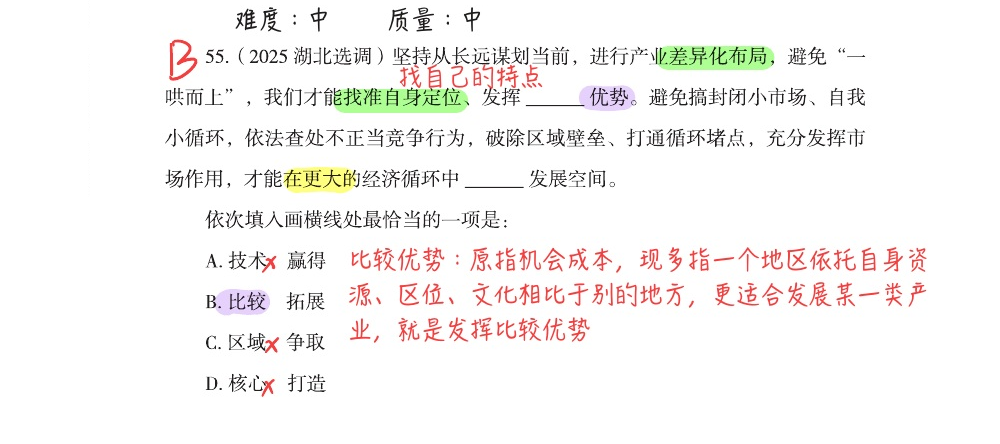 难度：中 质量：中
B 55.（2025 湖北选调）坚持从长远谋划当前，进行产业差异化布局，避免“一
找自己的特点
哄而上”，我们才能找准自身定位、发挥 ______ 优势。避免搞封闭小市场、自我
小循环，依法查处不正当竞争行为，破除区域壁垒、打通循环堵点，充分发挥市
场作用，才能在更大的经济循环中 ______ 发展空间。
依次填入画横线处最恰当的一项是：
A. 技术× 赢得
B. 比较 拓展
C. 区域× 争取
D. 核心× 打造
比较优势：原指机会成本，现多指一个地区依托自身资
源、区位、文化相比于别的地方，更适合发展某一类产
业，就是发挥比较优势